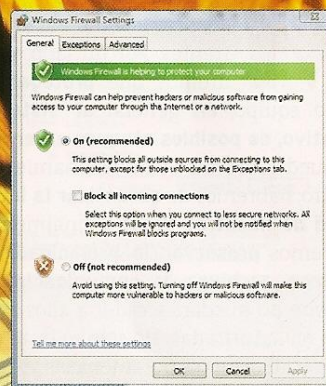 Windows Firewall Settings
General Exceptions Advanced
Windows Firewall is helping to protect your computer
Windows Firewall can help prevent hackers or malicious software from gaining
access to your computer through the Internet or a network.
On (recommended)
This setting blocks all outside sources from connecting to this
computer, except for those unblocked on the Exceptions tab.
Block all incoming connections
Select this option when you connect to less secure networks. All
exceptions will be ignored and you will not be notified when
Windows Firewall blocks programs.
Off (not recommended)
Avoid using this setting. Turning off Windows Firewall will make this
computer more vulnerable to hackers or malicious software.
Tell me more about these settings
OK Cancel Apply